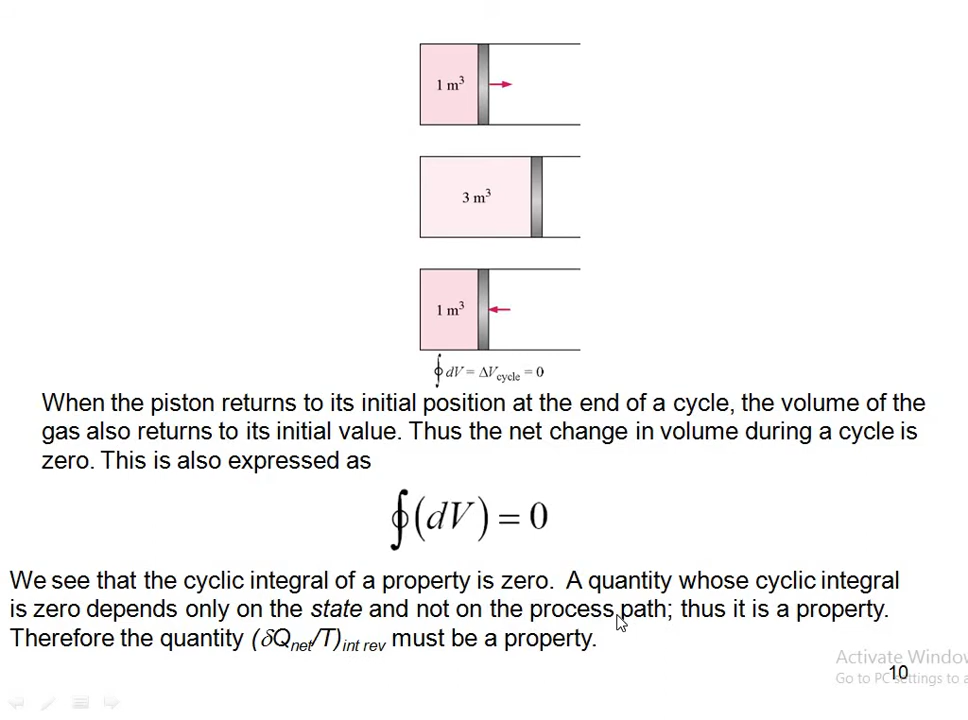 1 m³
3 m³
1 m³
∮ dV = ΔV_cycle = 0
When the piston returns to its initial position at the end of a cycle, the volume of the
gas also returns to its initial value. Thus the net change in volume during a cycle is
zero. This is also expressed as
∮(dV) = 0
We see that the cyclic integral of a property is zero. A quantity whose cyclic integral
is zero depends only on the state and not on the process path; thus it is a property.
Therefore the quantity (δQ_net/T)_int rev must be a property.
Activate Window
10
Go to PC settings to a